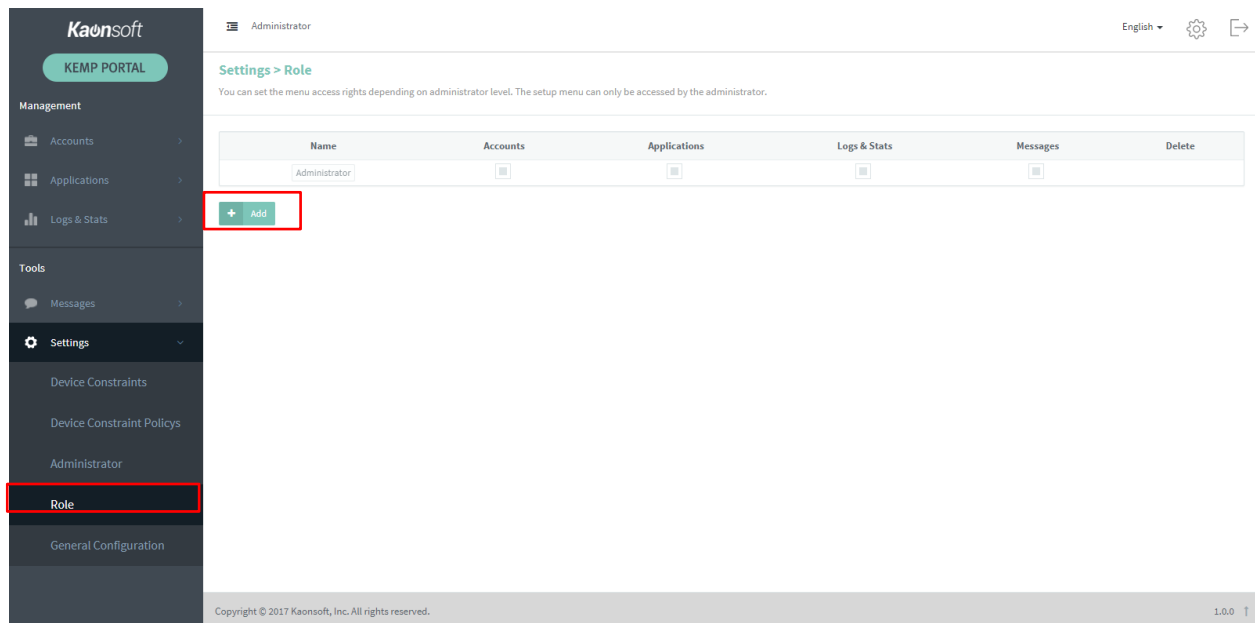 Kaonsoft
KEMP PORTAL
Management
Accounts
Applications
Logs & Stats
Tools
Messages
Settings
Device Constraints
Device Constraint Policys
Administrator
Role
General Configuration
Administrator
English
Settings > Role
You can set the menu access rights depending on administrator level. The setup menu can only be accessed by the administrator.
Name Accounts Applications Logs & Stats Messages Delete
Administrator
+ Add
Copyright © 2017 Kaonsoft, Inc. All rights reserved. 1.0.0 ↑